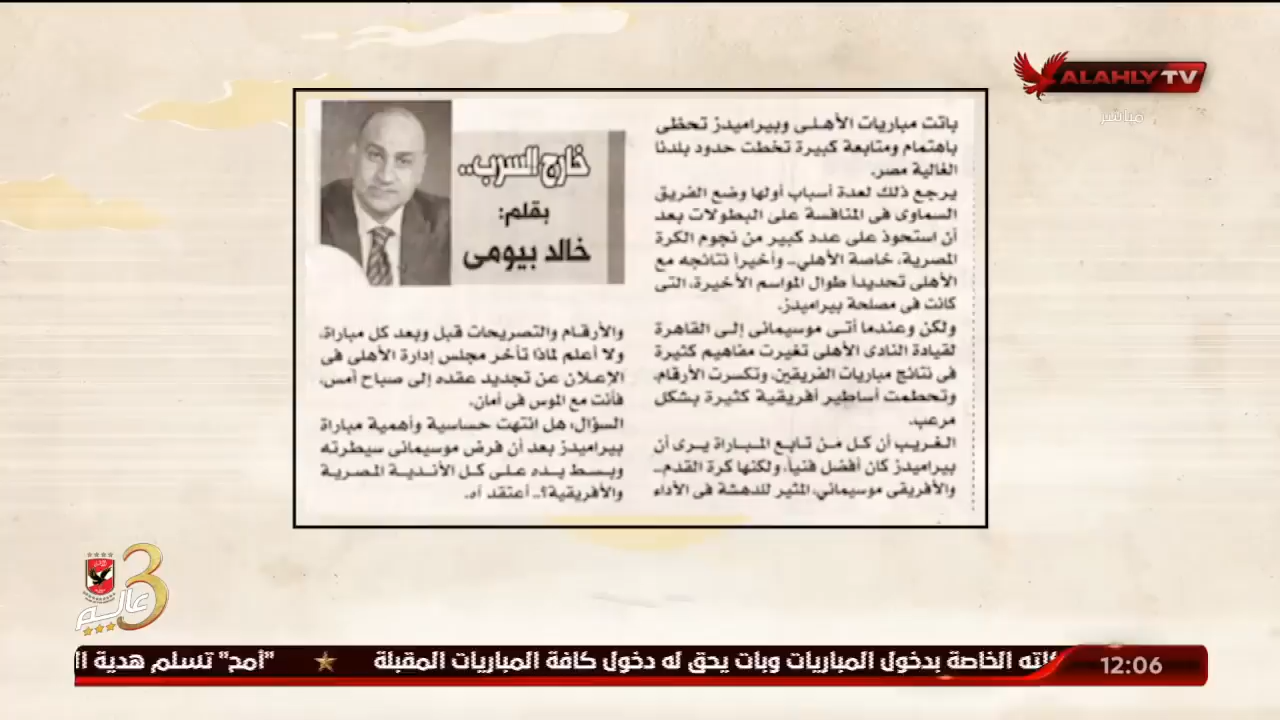 ALAHLY TV
مباشر
خارج السرب..
بقلم:
خالد بيومى
باتت مباريات الأهلى وبيراميدز تحظى
باهتمام ومتابعة كبيرة تخطت حدود بلدنا
الغالية مصر.
يرجع ذلك لعدة أسباب أولها وضع الفريق
السماوى فى المنافسة على البطولات بعد
أن استحوذ على عدد كبير من نجوم الكرة
المصرية، خاصة الأهلي.. وأخيراً نتائجه مع
الأهلى تحديداً طوال المواسم الأخيرة، التى
كانت فى مصلحة بيراميدز.
ولكن وعندما أتى موسيمانى إلى القاهرة
لقيادة النادى الأهلى تغيرت مفاهيم كثيرة
فى نتائج مباريات الفريقين، وتكسرت الأرقام،
وتحطمت أساطير أفريقية كثيرة بشكل
مرعب.
الغريب أن كل مَن تابع المباراة يرى أن
بيراميدز كان أفضل فنياً، ولكنها كرة القدم..
والأفريقى موسيماني، المثير للدهشة فى الأداء
والأرقام والتصريحات قبل وبعد كل مباراة،
ولا أعلم لماذا تأخر مجلس إدارة الأهلى فى
الإعلان عن تجديد عقده إلى صباح أمس،
فأنت مع الموس فى أمان.
السؤال: هل انتهت حساسية وأهمية مباراة
بيراميدز بعد أن فرض موسيمانى سيطرته
وبسط يده على كل الأندية المصرية
والأفريقية؟.. أعتقد آه.
3
عالم
كاته الخاصة بدخول المباريات وبات يحق له دخول كافة المباريات المقبلة ★ "أمح" تسلم هدية ال
12:06